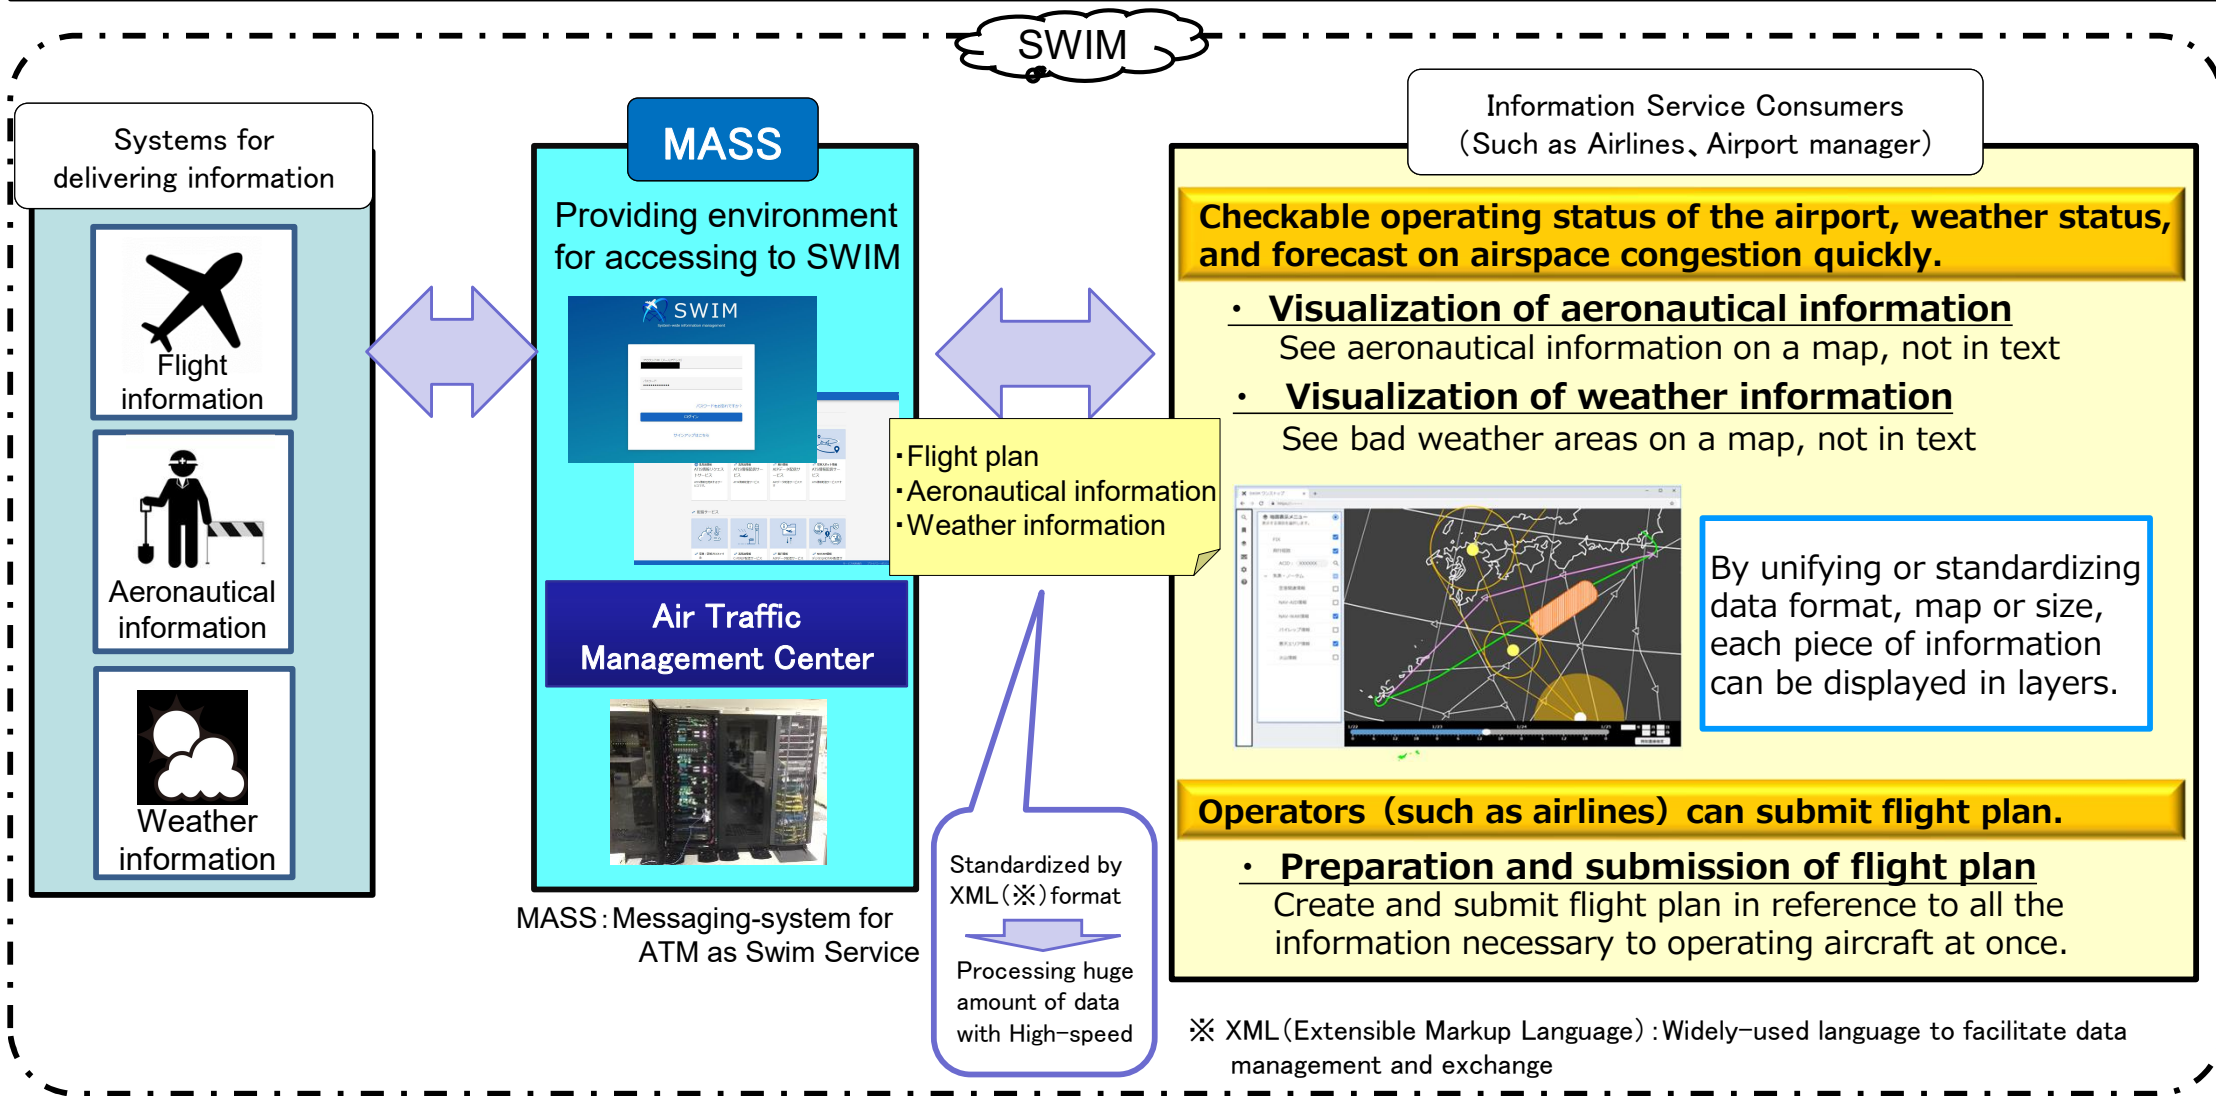 SWIM
Systems for
delivering information
Flight
information
Aeronautical
information
Weather
information
MASS
Providing environment
for accessing to SWIM
SWIM
System wide information management
ログイン
Air Traffic
Management Center
MASS：Messaging-system for
ATM as Swim Service
・Flight plan
・Aeronautical information
・Weather information
Standardized by
XML（※）format
Processing huge
amount of data
with High-speed
Information Service Consumers
（Such as Airlines、Airport manager）
Checkable operating status of the airport, weather status,
and forecast on airspace congestion quickly.
・ Visualization of aeronautical information
See aeronautical information on a map, not in text
・ Visualization of weather information
See bad weather areas on a map, not in text
By unifying or standardizing
data format, map or size,
each piece of information
can be displayed in layers.
Operators（such as airlines）can submit flight plan.
・ Preparation and submission of flight plan
Create and submit flight plan in reference to all the
information necessary to operating aircraft at once.
※ XML（Extensible Markup Language）：Widely-used language to facilitate data
management and exchange